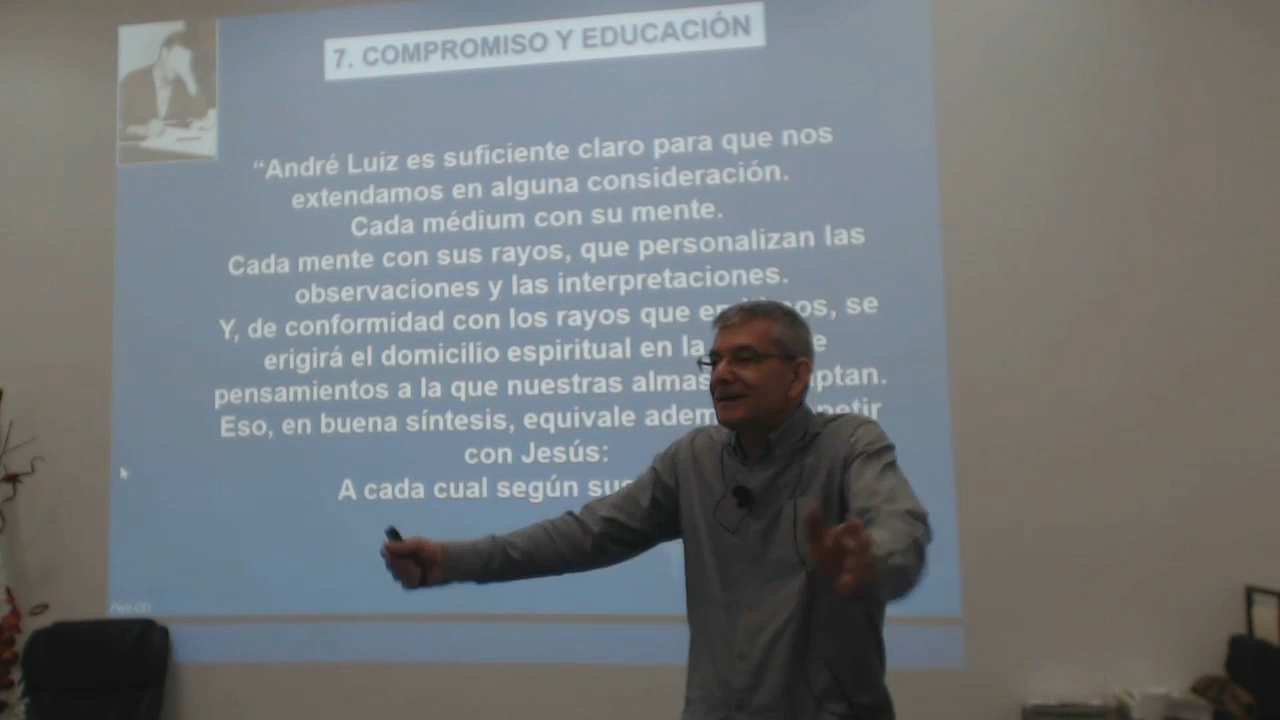 7. COMPROMISO Y EDUCACIÓN
“André Luiz es suficiente claro para que nos
extendamos en alguna consideración.
Cada médium con su mente.
Cada mente con sus rayos, que personalizan las
observaciones y las interpretaciones.
Y, de conformidad con los rayos que se
erigirá el domicilio espiritual en la
pensamientos a la que nuestras almas
Eso, en buena síntesis, equivale
con Jesús:
A cada cual según